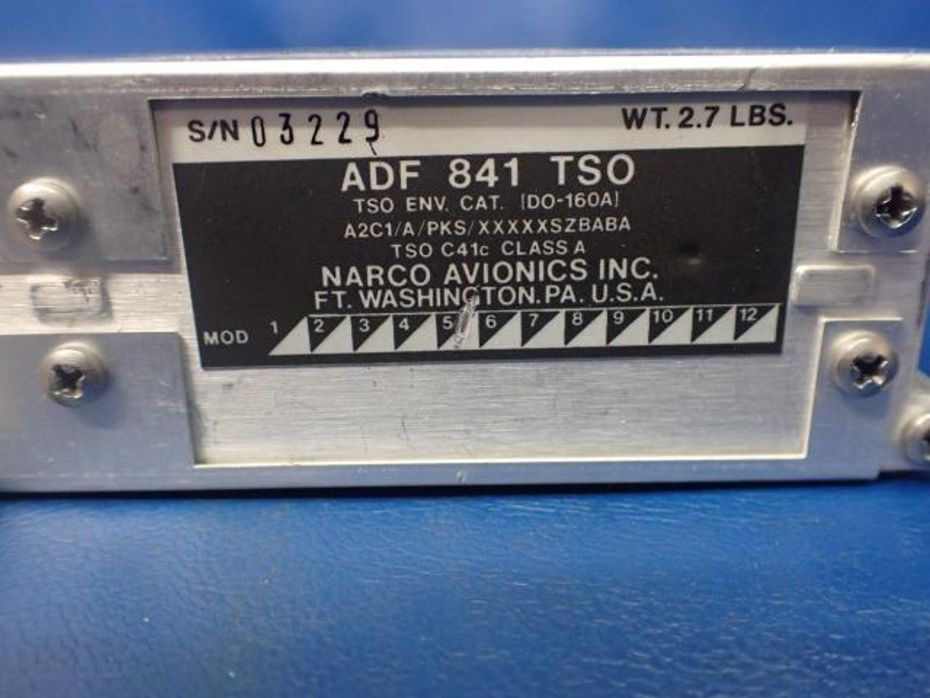 S/N 03229 WT. 2.7 LBS.
ADF 841 TSO
TSO ENV. CAT. [DO-160A]
A2C1/A/PKS/XXXXXSZBABA
TSO C41c CLASS A
NARCO AVIONICS INC.
FT. WASHINGTON. PA. U.S.A.
MOD 1 2 3 4 5 6 7 8 9 10 11 12